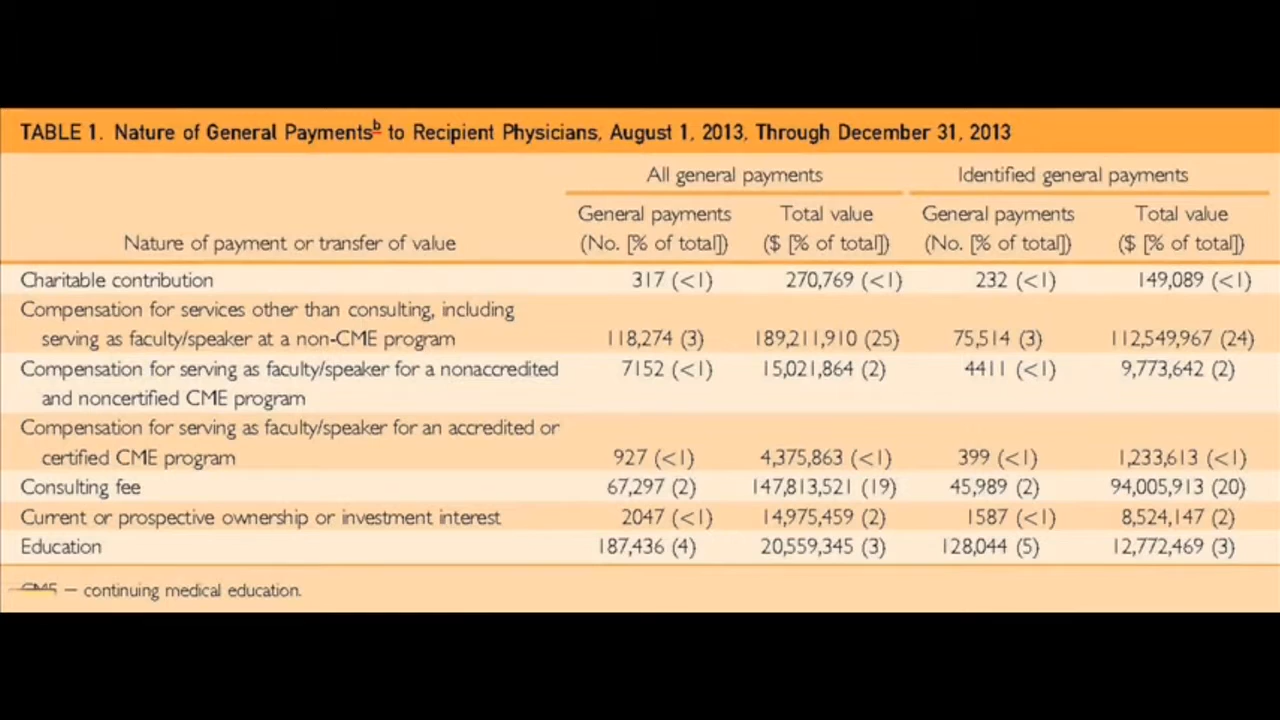 TABLE 1. Nature of General Paymentsᵇ to Recipient Physicians, August 1, 2013, Through December 31, 2013
All general payments Identified general payments
General payments Total value General payments Total value
Nature of payment or transfer of value (No. [% of total]) ($ [% of total]) (No. [% of total]) ($ [% of total])
Charitable contribution 317 (<1) 270,769 (<1) 232 (<1) 149,089 (<1)
Compensation for services other than consulting, including
serving as faculty/speaker at a non-CME program 118,274 (3) 189,211,910 (25) 75,514 (3) 112,549,967 (24)
Compensation for serving as faculty/speaker for a nonaccredited 7152 (<1) 15,021,864 (2) 4411 (<1) 9,773,642 (2)
and noncertified CME program
Compensation for serving as faculty/speaker for an accredited or
certified CME program 927 (<1) 4,375,863 (<1) 399 (<1) 1,233,613 (<1)
Consulting fee 67,297 (2) 147,813,521 (19) 45,989 (2) 94,005,913 (20)
Current or prospective ownership or investment interest 2047 (<1) 14,975,459 (2) 1587 (<1) 8,524,147 (2)
Education 187,436 (4) 20,559,345 (3) 128,044 (5) 12,772,469 (3)
CME — continuing medical education.